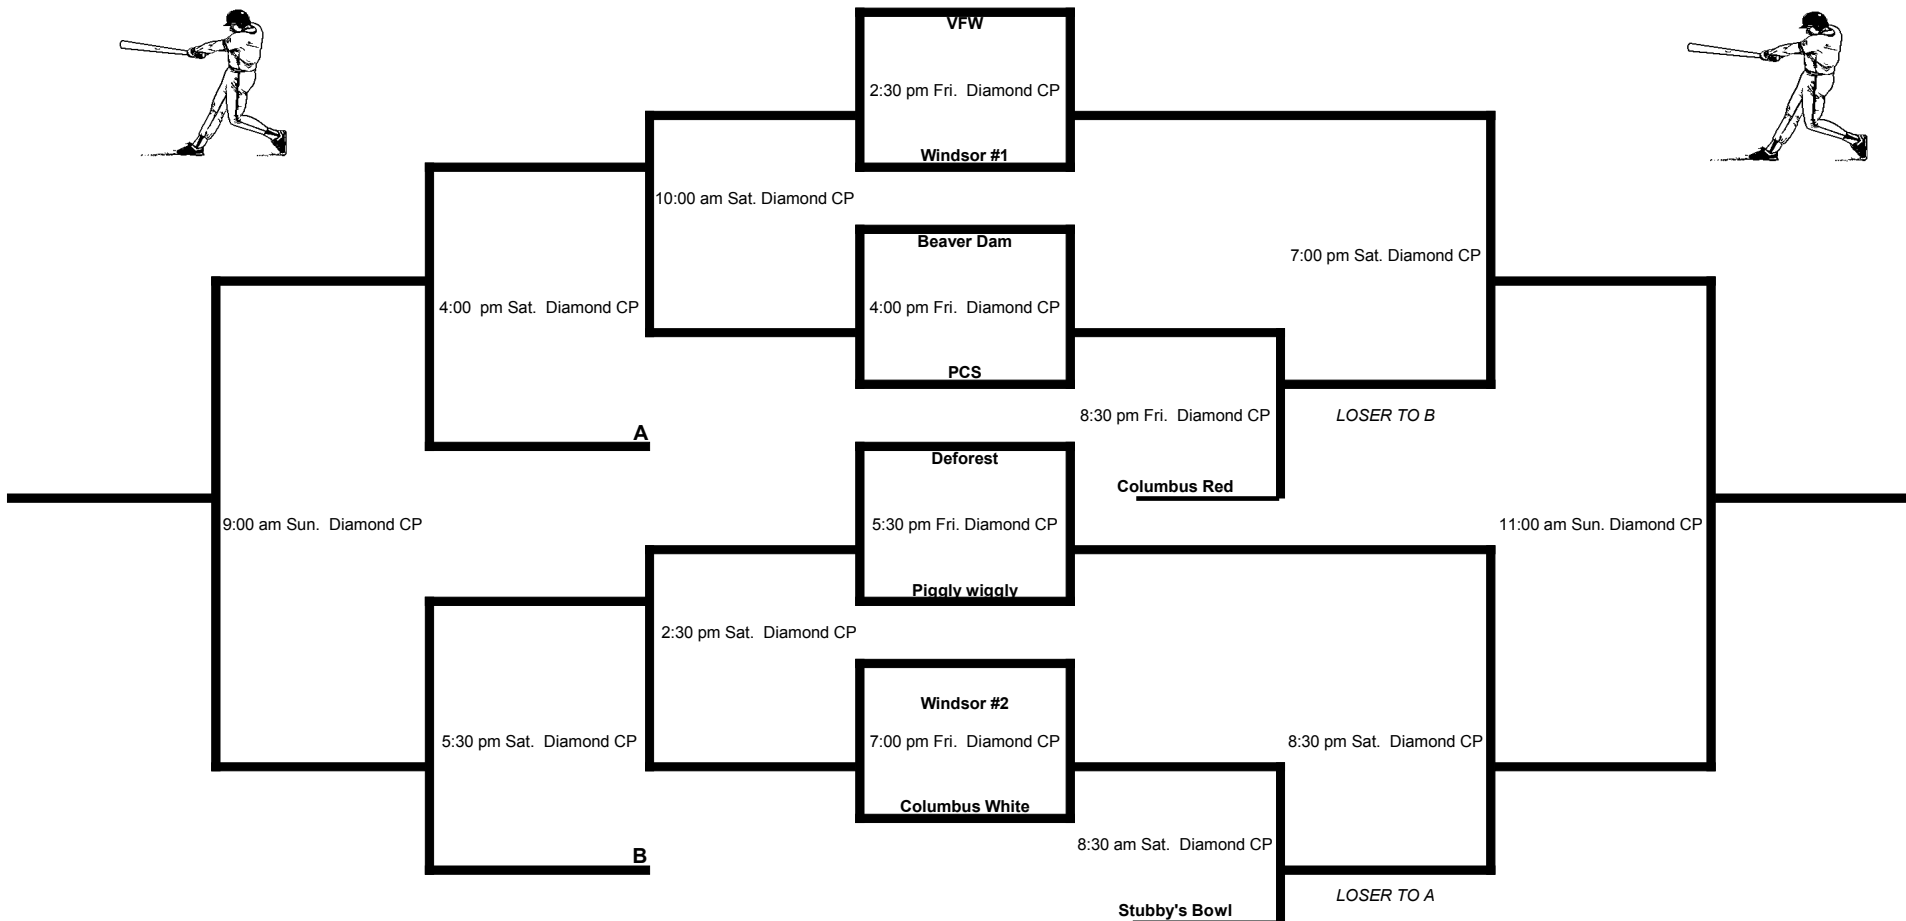 VFW
2:30 pm Fri.  Diamond CP
Windsor #1
10:00 am Sat. Diamond CP
Beaver Dam
7:00 pm Sat. Diamond CP
4:00  pm Sat.  Diamond CP
4:00 pm Fri.  Diamond CP
PCS
8:30 pm Fri.  Diamond CP
LOSER TO B
A
Deforest
Columbus Red
9:00 am Sun.  Diamond CP
5:30 pm Fri. Diamond CP
11:00 am Sun. Diamond CP
Piggly wiggly
2:30 pm Sat.  Diamond CP
Windsor #2
5:30 pm Sat.  Diamond CP
7:00 pm Fri.  Diamond CP
8:30 pm Sat.  Diamond CP
Columbus White
8:30 am Sat.  Diamond CP
B
LOSER TO A
Stubby's Bowl